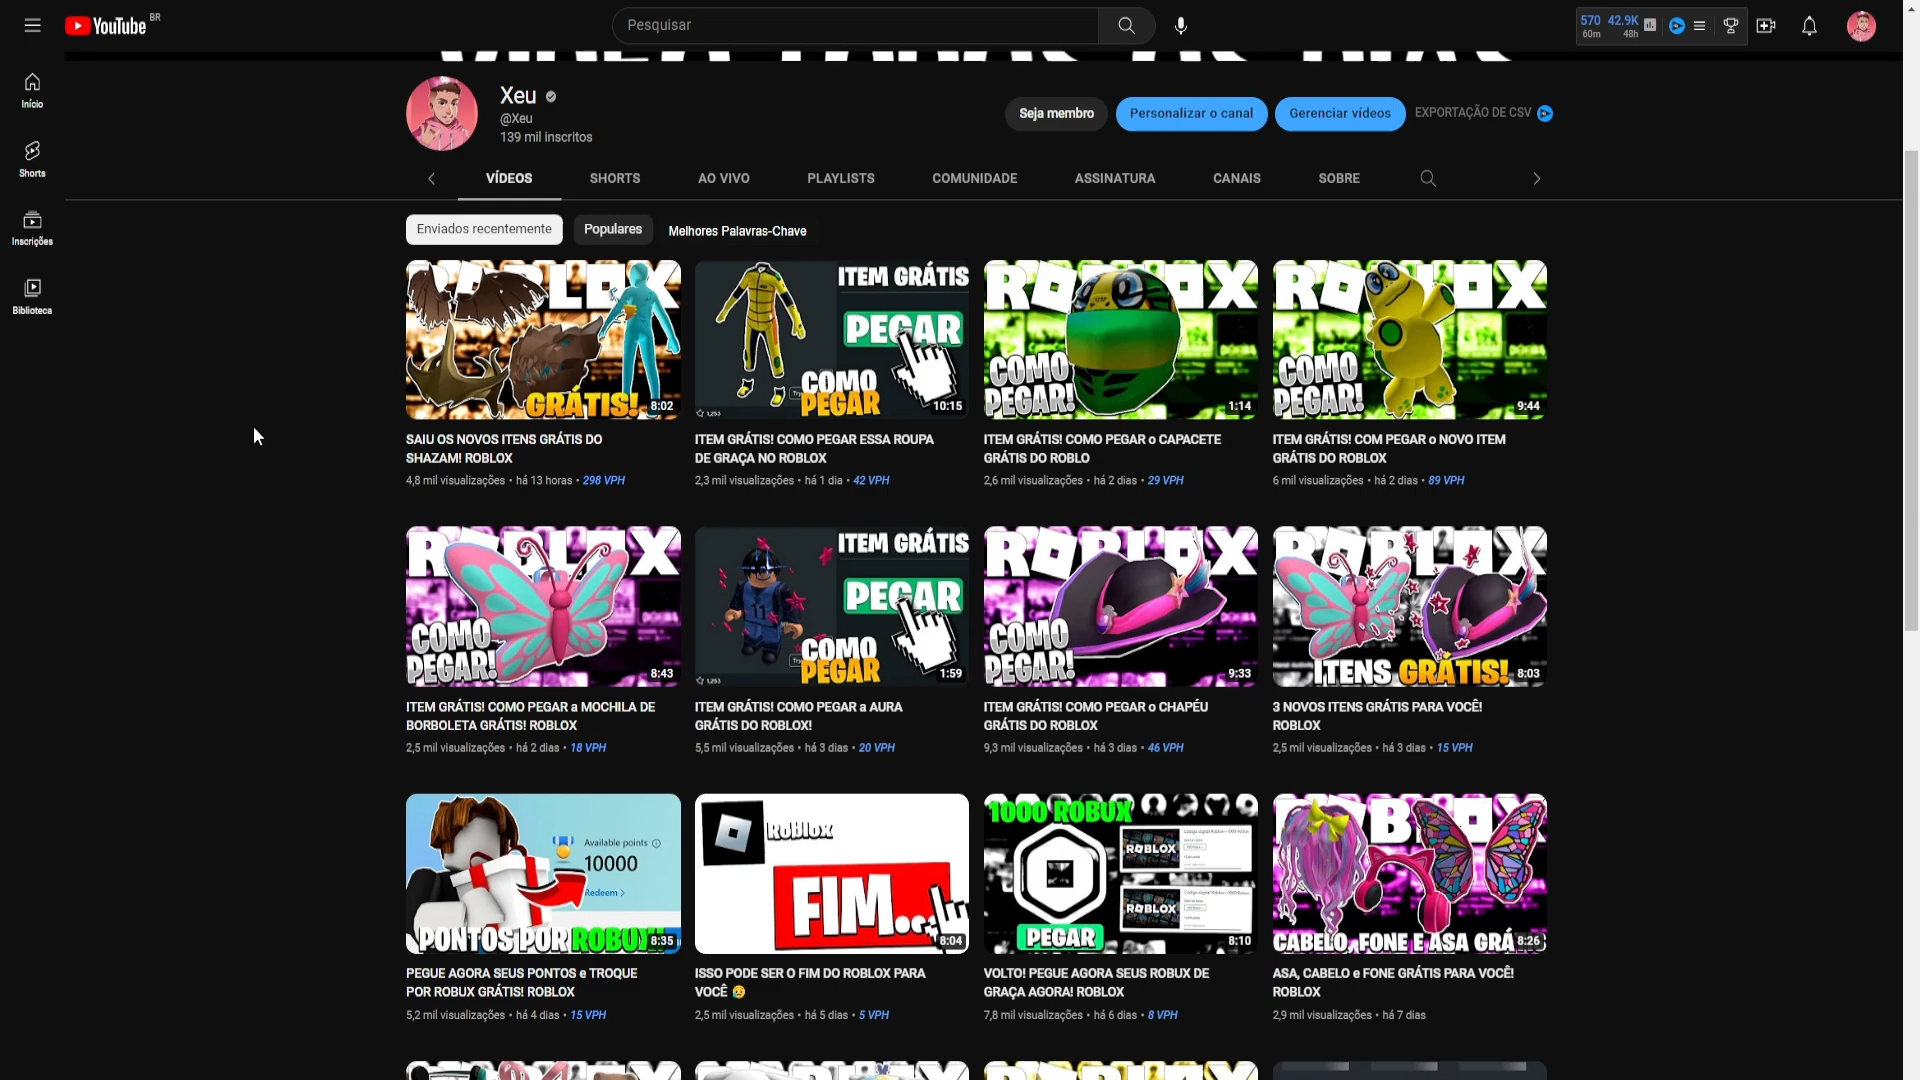 YouTube BR
Pesquisar
570 42.9K
60m 48h
Início
Shorts
Inscrições
Biblioteca
Xeu
@Xeu
139 mil inscritos
Seja membro
Personalizar o canal
Gerenciar vídeos
EXPORTAÇÃO DE CSV
VÍDEOS
SHORTS
AO VIVO
PLAYLISTS
COMUNIDADE
ASSINATURA
CANAIS
SOBRE
Enviados recentemente
Populares
Melhores Palavras-Chave
GRÁTIS!
8:02
ITEM GRÁTIS
PEGAR
COMO
PEGAR
1,253
10:15
ROBLOX
COMO
PEGAR!
1:14
ROBLOX
COMO
PEGAR!
9:44
SAIU OS NOVOS ITENS GRÁTIS DO
SHAZAM! ROBLOX
4,8 mil visualizações • há 13 horas • 298 VPH
ITEM GRÁTIS! COMO PEGAR ESSA ROUPA
DE GRAÇA NO ROBLOX
2,3 mil visualizações • há 1 dia • 42 VPH
ITEM GRÁTIS! COMO PEGAR o CAPACETE
GRÁTIS DO ROBLO
2,6 mil visualizações • há 2 dias • 29 VPH
ITEM GRÁTIS! COM PEGAR o NOVO ITEM
GRÁTIS DO ROBLOX
6 mil visualizações • há 2 dias • 89 VPH
ROBLOX
COMO
PEGAR!
8:43
ITEM GRÁTIS
PEGAR
COMO
PEGAR
1,253
1:59
ROBLOX
COMO
PEGAR!
9:33
ROBLOX
ITENS GRÁTIS!
8:03
ITEM GRÁTIS! COMO PEGAR a MOCHILA DE
BORBOLETA GRÁTIS! ROBLOX
2,5 mil visualizações • há 2 dias • 18 VPH
ITEM GRÁTIS! COMO PEGAR a AURA
GRÁTIS DO ROBLOX!
5,5 mil visualizações • há 3 dias • 20 VPH
ITEM GRÁTIS! COMO PEGAR o CHAPÉU
GRÁTIS DO ROBLOX
9,3 mil visualizações • há 3 dias • 46 VPH
3 NOVOS ITENS GRÁTIS PARA VOCÊ!
ROBLOX
2,5 mil visualizações • há 3 dias • 15 VPH
Available points
10000
Redeem >
PONTOS POR ROBUX!
8:35
ROBLOX
FIM...
8:04
1000 ROBUX
ROBLOX
ROBLOX
PEGAR
8:10
CABELO, FONE E ASA GRÁ
8:26
PEGUE AGORA SEUS PONTOS e TROQUE
POR ROBUX GRÁTIS! ROBLOX
5,2 mil visualizações • há 4 dias • 15 VPH
ISSO PODE SER O FIM DO ROBLOX PARA
VOCÊ 😥
2,5 mil visualizações • há 5 dias • 5 VPH
VOLTO! PEGUE AGORA SEUS ROBUX DE
GRAÇA AGORA! ROBLOX
7,8 mil visualizações • há 6 dias • 8 VPH
ASA, CABELO e FONE GRÁTIS PARA VOCÊ!
ROBLOX
2,9 mil visualizações • há 7 dias